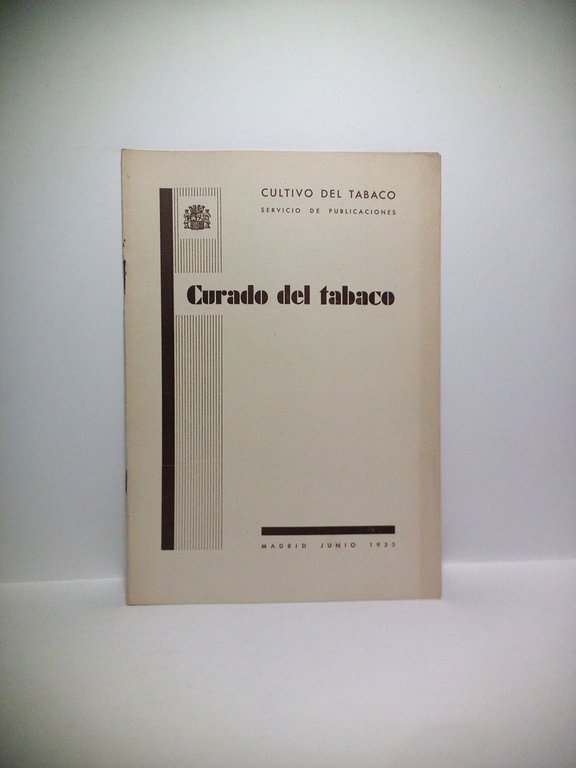 CULTIVO DEL TABACO
SERVICIO DE PUBLICACIONES
Curado del tabaco
MADRID JUNIO 1935